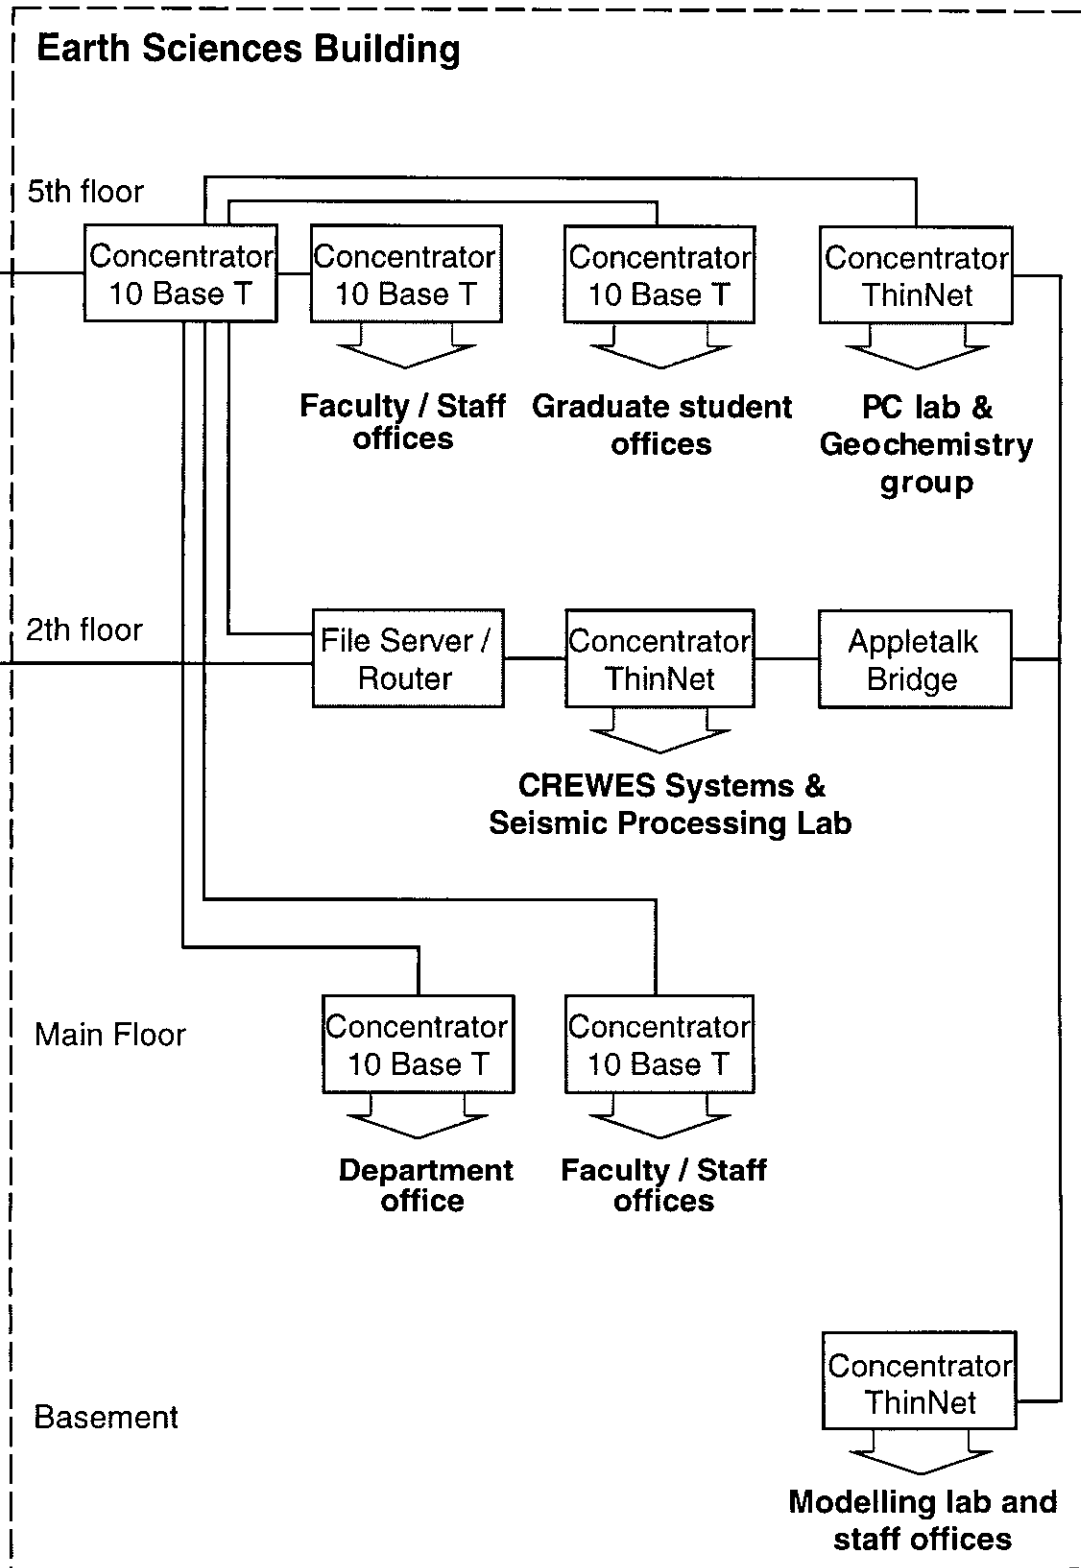 Earth Sciences Building
5th floor
Concentrator
10 Base T
Concentrator
10 Base T
Concentrator
10 Base T
Concentrator
ThinNet
Faculty / Staff
offices
Graduate student
offices
PC lab &
Geochemistry
group
2th floor
File Server /
Router
Concentrator
ThinNet
Appletalk
Bridge
CREWES Systems &
Seismic Processing Lab
Main Floor
Concentrator
10 Base T
Concentrator
10 Base T
Department
office
Faculty / Staff
offices
Basement
Concentrator
ThinNet
Modelling lab and
staff offices